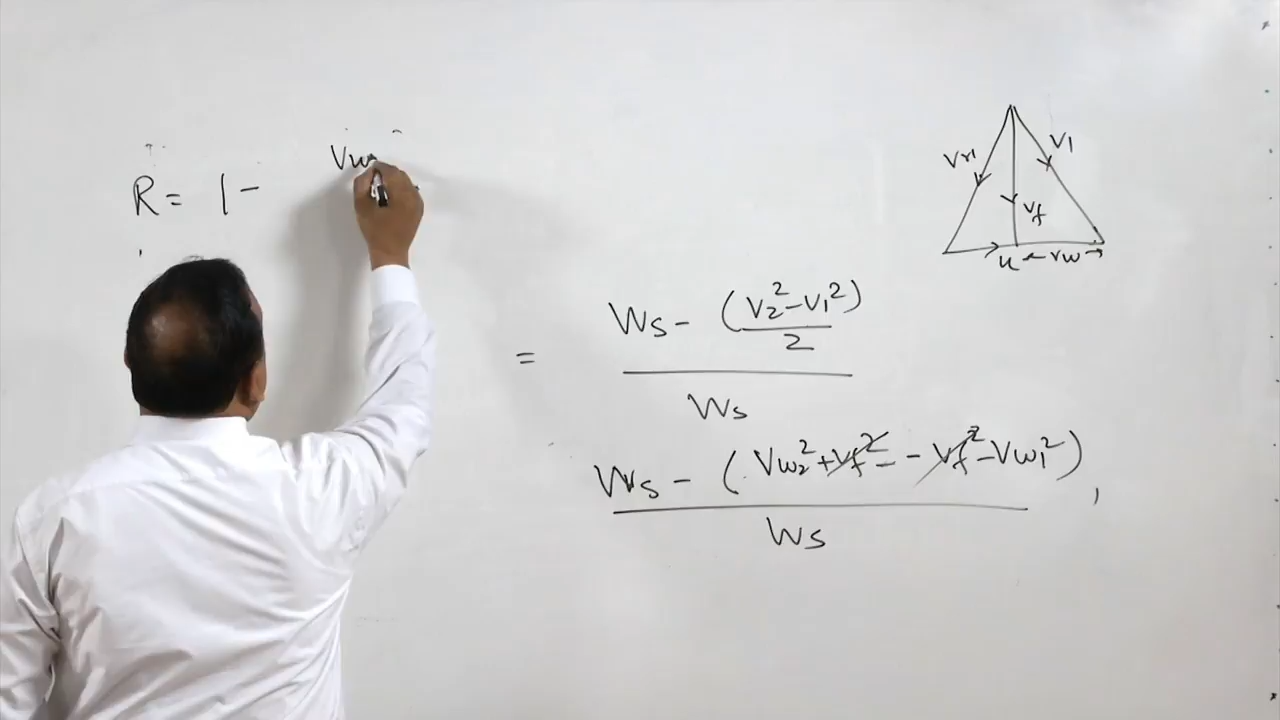 R = 1 - Vw
Vr1
V1
Vf
u
Vw
= Ws - (V2² - V1²)/2
Ws
Ws - (Vw2² + Vf² - - Vf² - Vw1²)
Ws